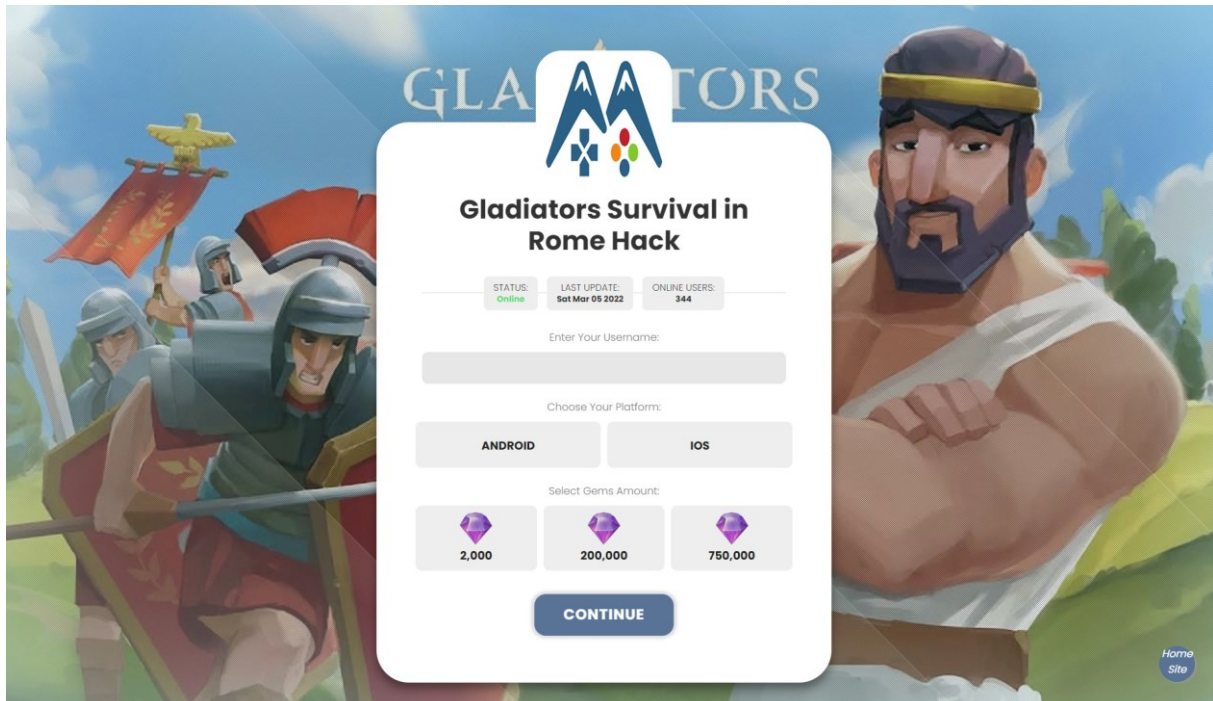 GLA TORS
Gladiators Survival in
Rome Hack
STATUS: LAST UPDATE: ONLINE USERS:
Online Sat Mar 05 2022 344
Enter Your Username:
Choose Your Platform:
ANDROID IOS
Select Gems Amount:
2,000 200,000 750,000
CONTINUE
Home
Site